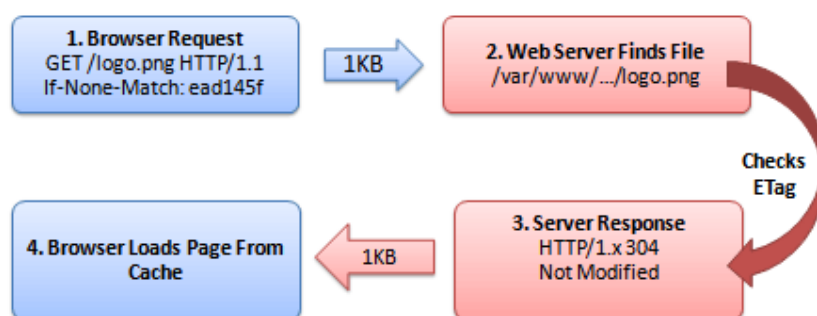 1. Browser Request
GET /logo.png HTTP/1.1
If-None-Match: ead145f
1KB
2. Web Server Finds File
/var/www/.../logo.png
Checks
ETag
3. Server Response
HTTP/1.x 304
Not Modified
1KB
4. Browser Loads Page From
Cache